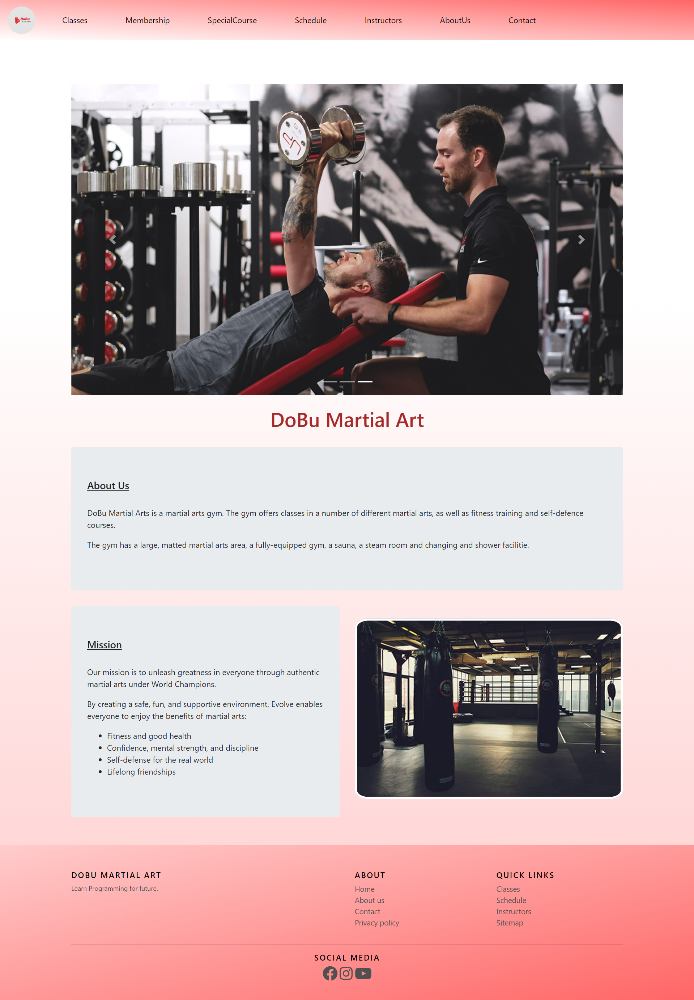 DoBu
Martial Art
Classes
Membership
SpecialCourse
Schedule
Instructors
AboutUs
Contact
18 KG
DoBu Martial Art
About Us
DoBu Martial Arts is a martial arts gym. The gym offers classes in a number of different martial arts, as well as fitness training and self-defence
courses.
The gym has a large, matted martial arts area, a fully-equipped gym, a sauna, a steam room and changing and shower facilitie.
Mission
Our mission is to unleash greatness in everyone through authentic
martial arts under World Champions.
By creating a safe, fun, and supportive environment, Evolve enables
everyone to enjoy the benefits of martial arts:
Fitness and good health
Confidence, mental strength, and discipline
Self-defense for the real world
Lifelong friendships
DOBU MARTIAL ART
Learn Programming for future.
ABOUT
Home
About us
Contact
Privacy policy
QUICK LINKS
Classes
Schedule
Instructors
Sitemap
SOCIAL MEDIA